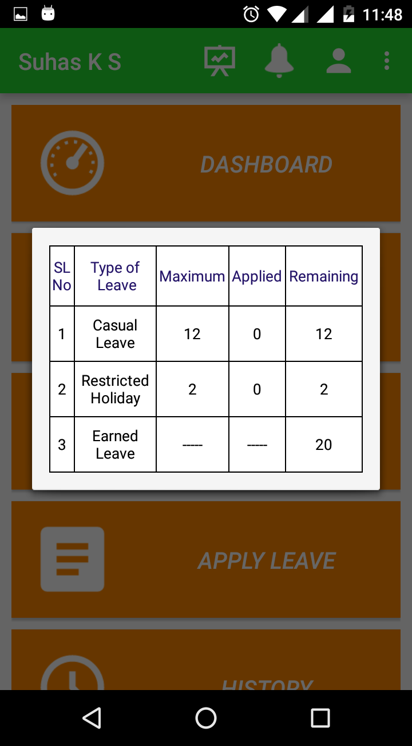 11:48
Suhas K S
DASHBOARD
SL No Type of Leave Maximum Applied Remaining
1 Casual Leave 12 0 12
2 Restricted Holiday 2 0 2
3 Earned Leave ----- ----- 20
APPLY LEAVE
HISTORY